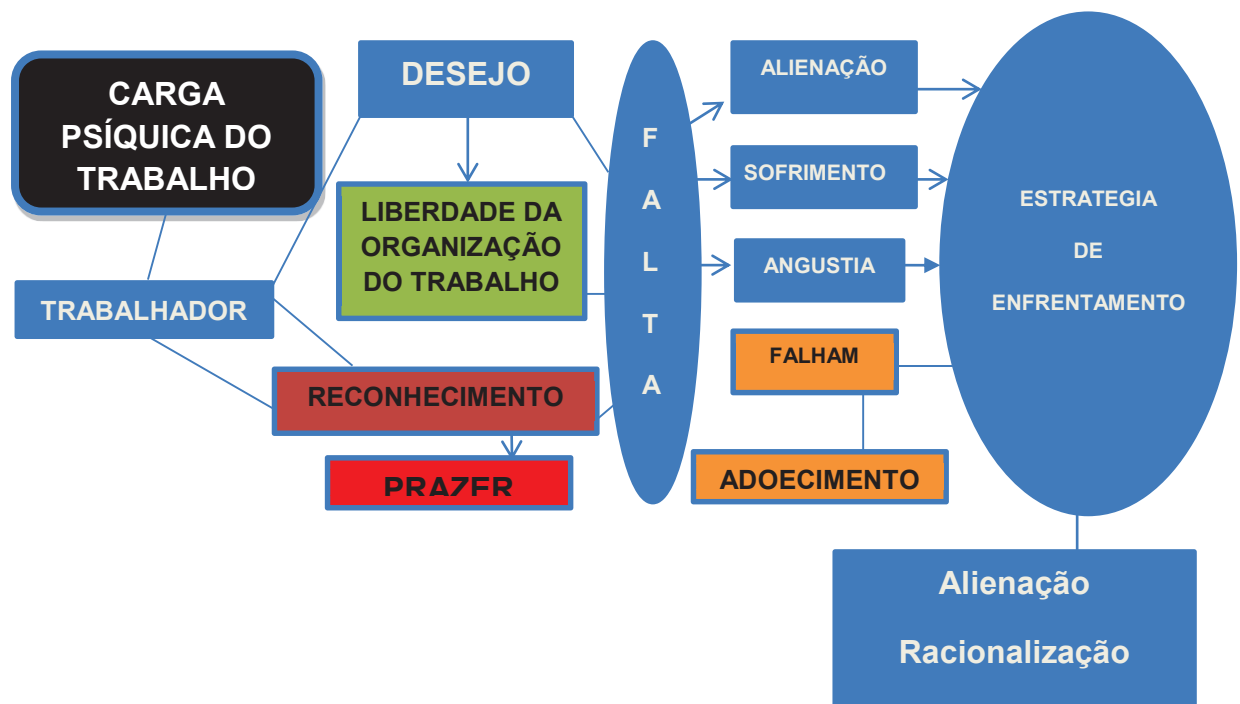 CARGA
PSÍQUICA DO
TRABALHO
TRABALHADOR
DESEJO
LIBERDADE DA
ORGANIZAÇÃO
DO TRABALHO
RECONHECIMENTO
PRAZER
F
A
L
T
A
ALIENAÇÃO
SOFRIMENTO
ANGUSTIA
FALHAM
ADOECIMENTO
ESTRATEGIA
DE
ENFRENTAMENTO
Alienação
Racionalização